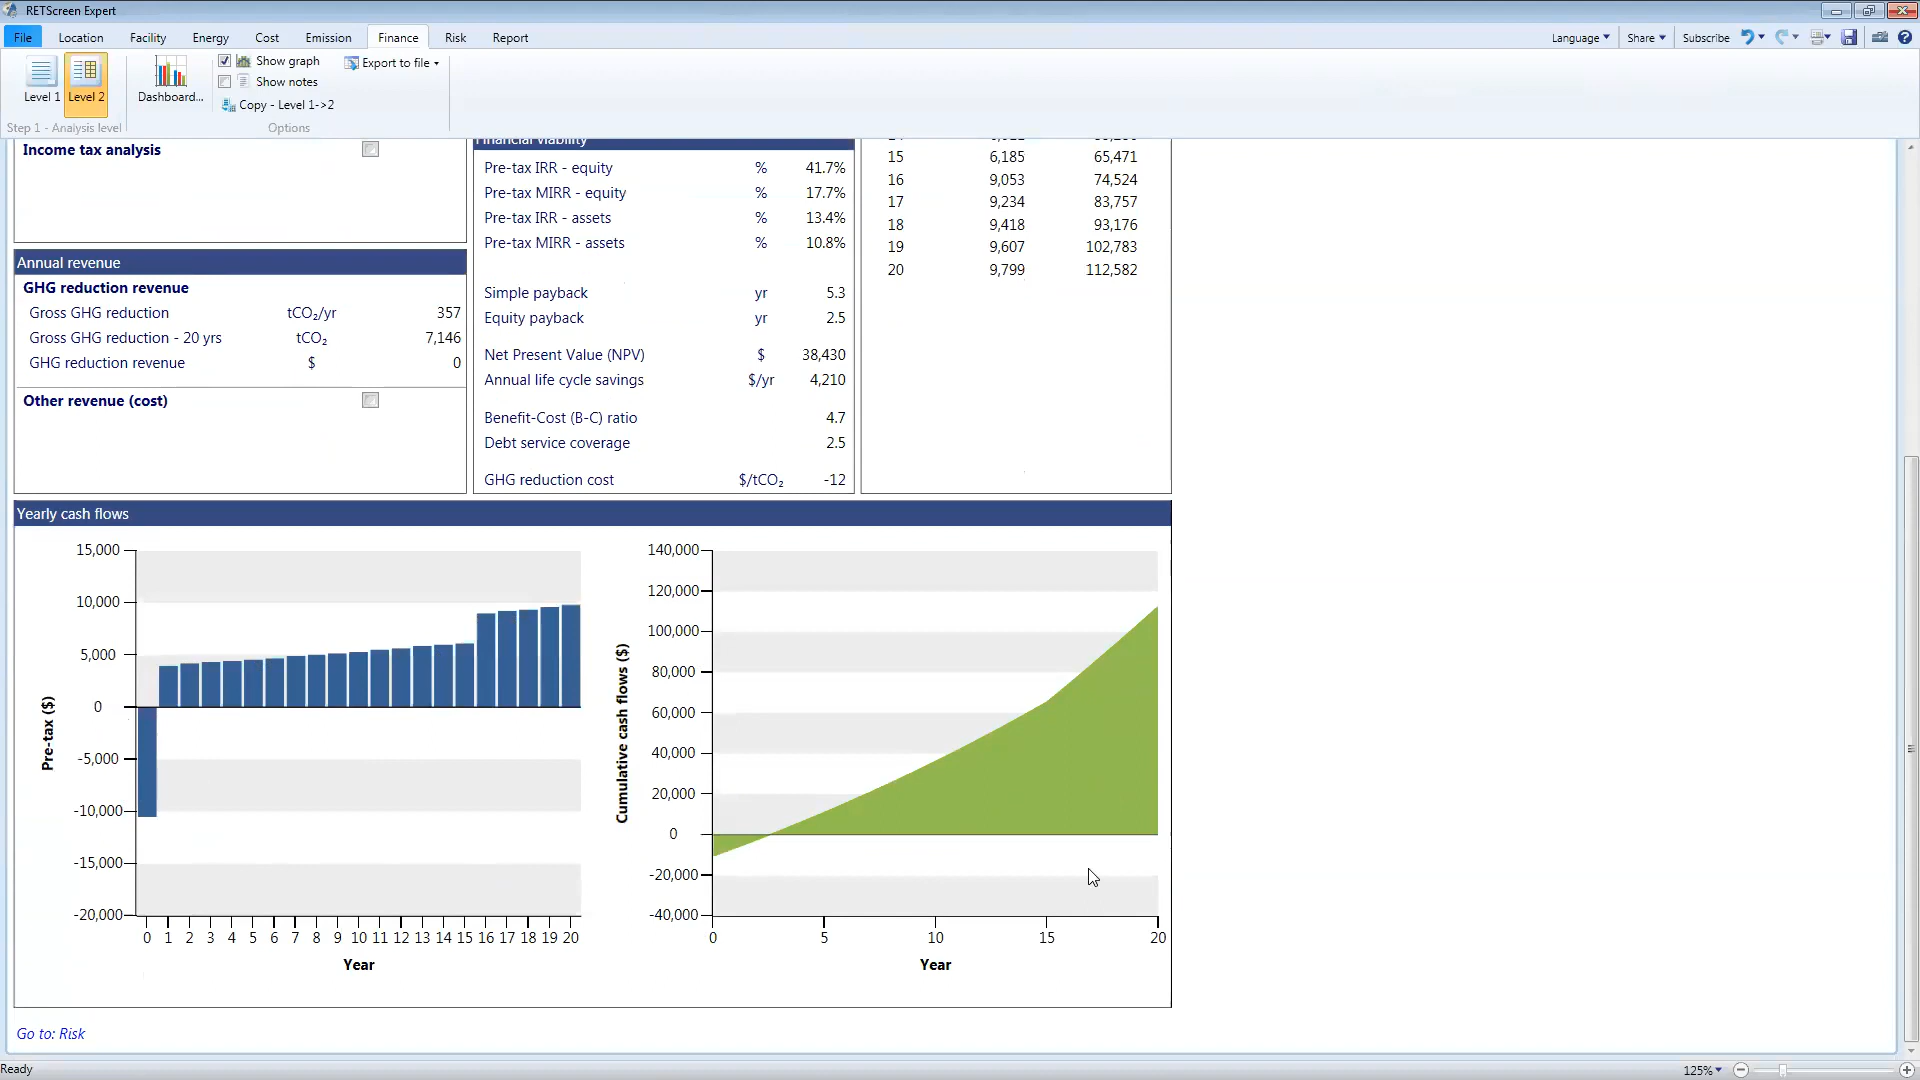 RETScreen Expert
File Location Facility Energy Cost Emission Finance Risk Report Language Share Subscribe
Level 1 Level 2 Dashboard... Show graph Export to file
Show notes
Copy - Level 1->2
Step 1 - Analysis level Options
Income tax analysis
Annual revenue
GHG reduction revenue
Gross GHG reduction tCO₂/yr 357
Gross GHG reduction - 20 yrs tCO₂ 7,146
GHG reduction revenue $ 0
Other revenue (cost)
Financial viability
Pre-tax IRR - equity % 41.7%
Pre-tax MIRR - equity % 17.7%
Pre-tax IRR - assets % 13.4%
Pre-tax MIRR - assets % 10.8%
Simple payback yr 5.3
Equity payback yr 2.5
Net Present Value (NPV) $ 38,430
Annual life cycle savings $/yr 4,210
Benefit-Cost (B-C) ratio 4.7
Debt service coverage 2.5
GHG reduction cost $/tCO₂ -12
15 6,185 65,471
16 9,053 74,524
17 9,234 83,757
18 9,418 93,176
19 9,607 102,783
20 9,799 112,582
Yearly cash flows
Pre-tax ($)
15,000
10,000
5,000
0
-5,000
-10,000
-15,000
-20,000
0 1 2 3 4 5 6 7 8 9 10 11 12 13 14 15 16 17 18 19 20
Year
Cumulative cash flows ($)
140,000
120,000
100,000
80,000
60,000
40,000
20,000
0
-20,000
-40,000
0 5 10 15 20
Year
Go to: Risk
Ready 125%